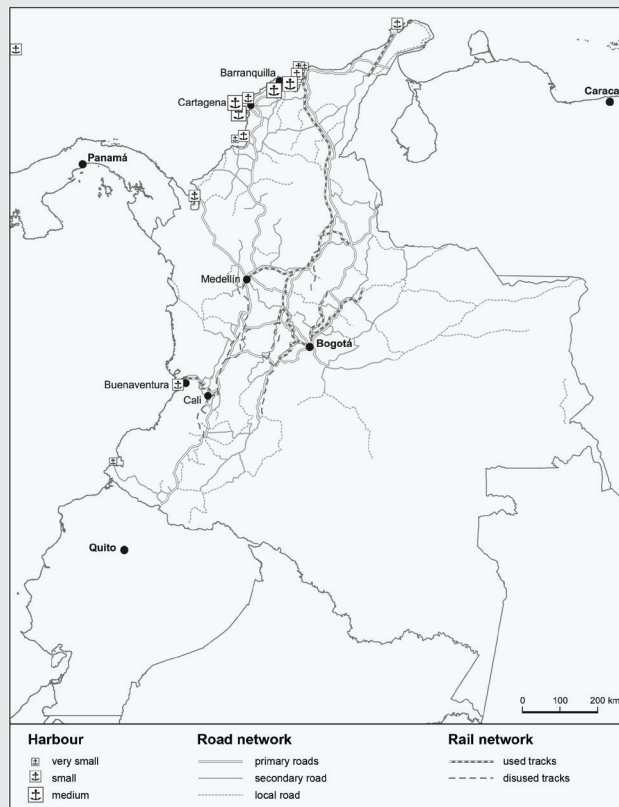 Barranquilla
Caraca
Cartagena
Panamá
Medellín
Bogotá
Buenaventura
Cali
Quito
0 100 200 km
Harbour
very small
small
medium
Road network
primary roads
secondary road
local road
Rail network
used tracks
disused tracks